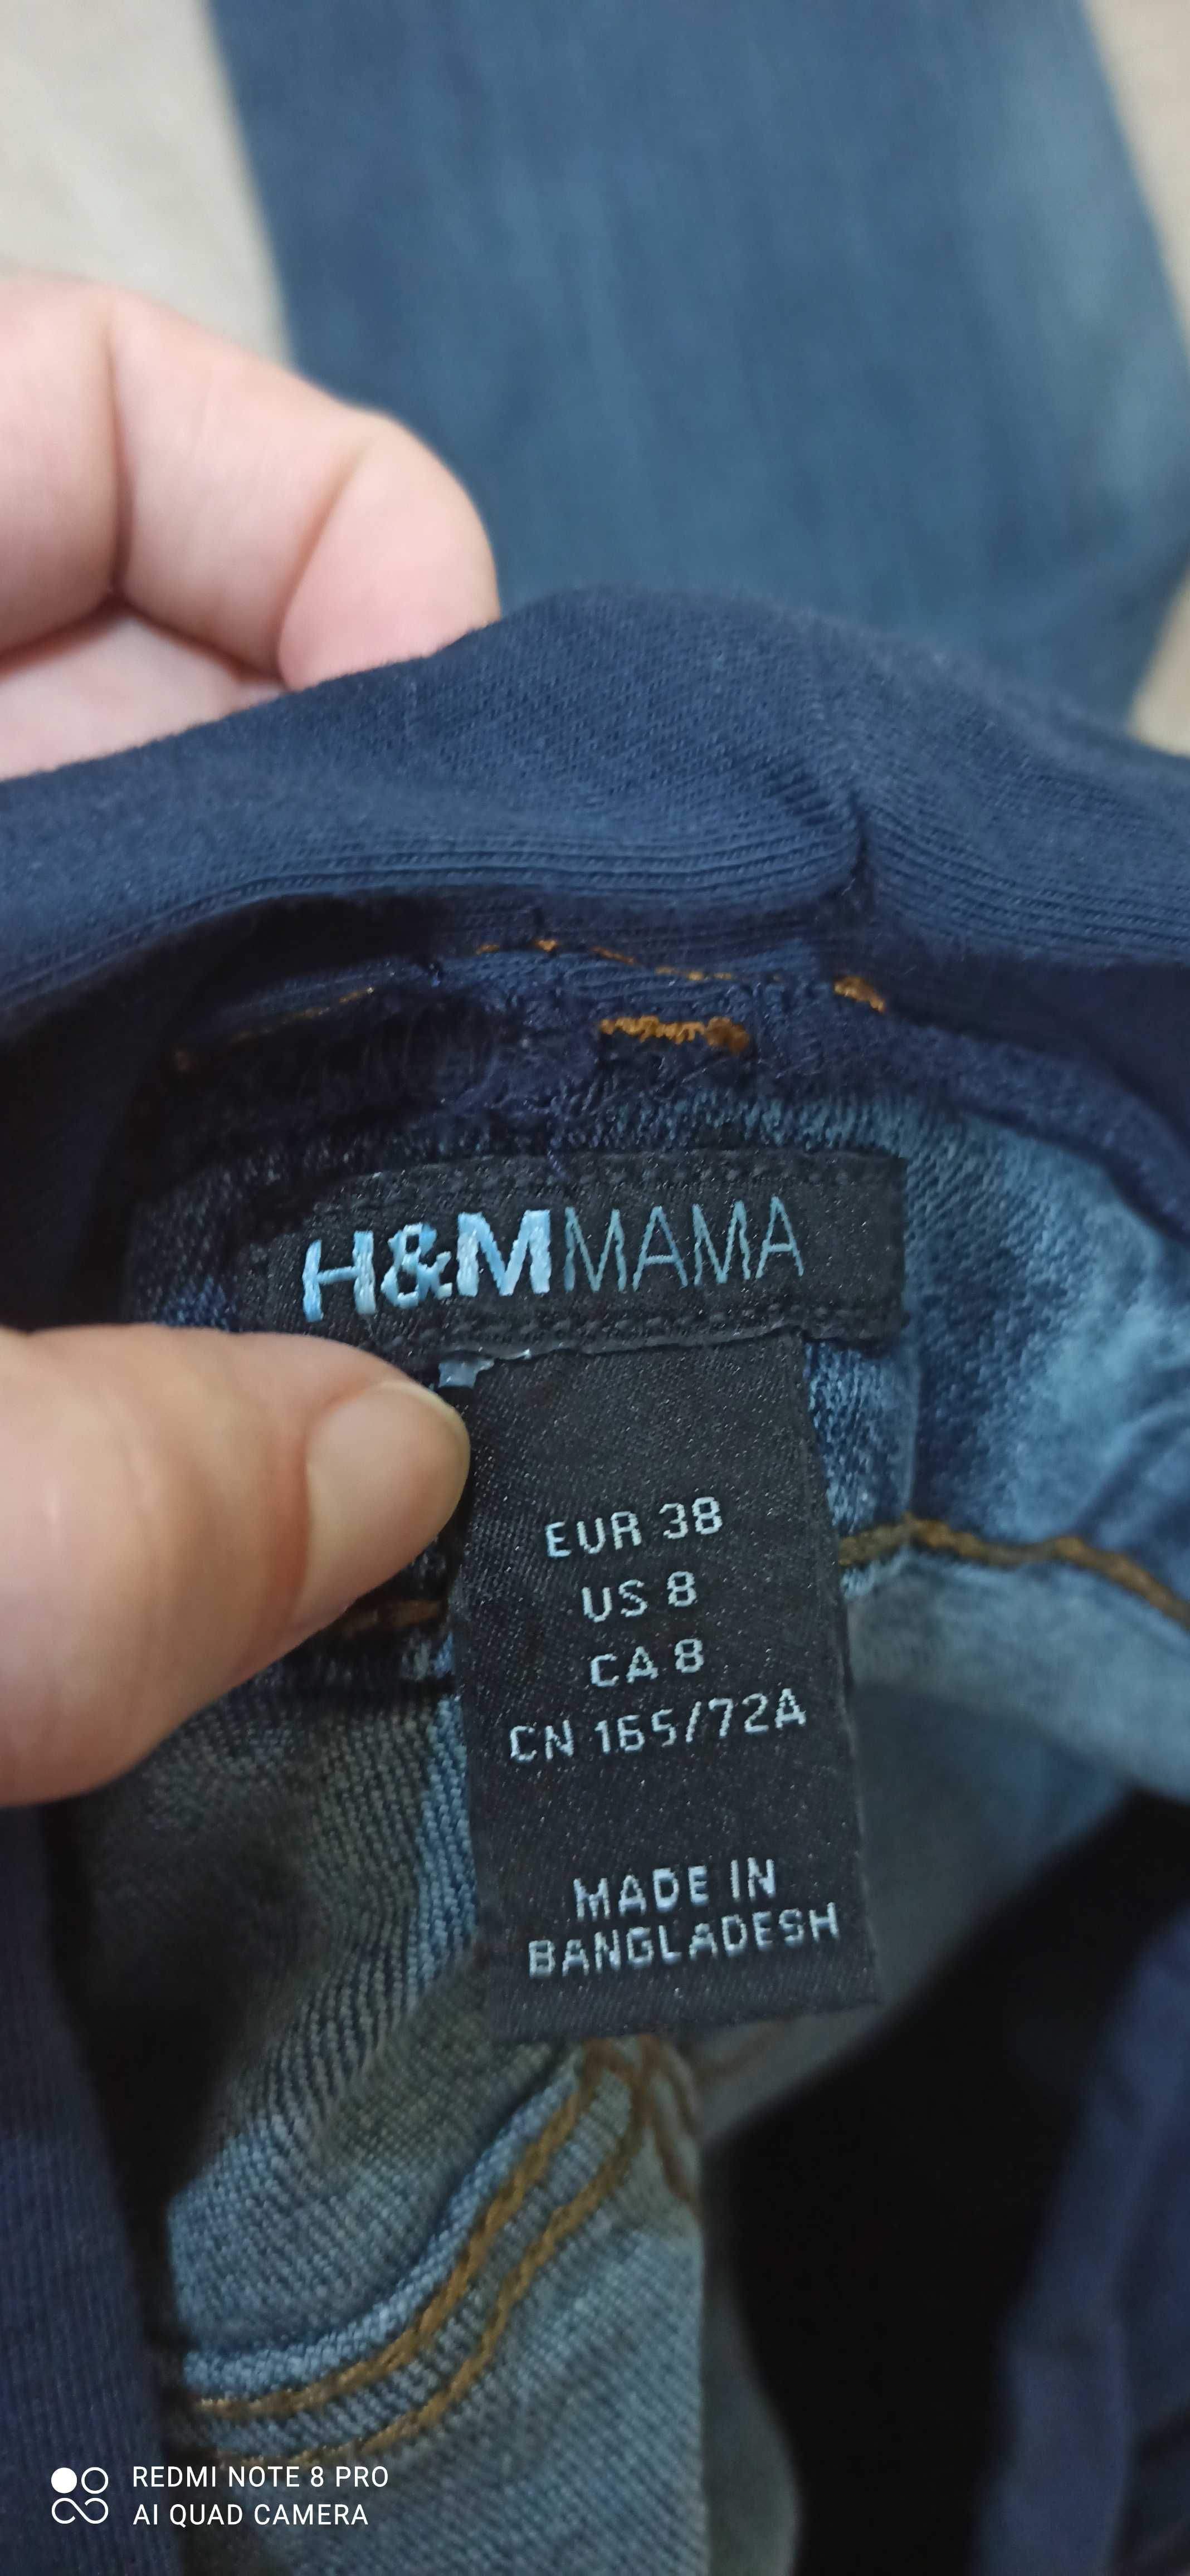 H&MMAMA
EUR 38
US 8
CA 8
CN 165/72A
MADE IN
BANGLADESH
REDMI NOTE 8 PRO
AI QUAD CAMERA